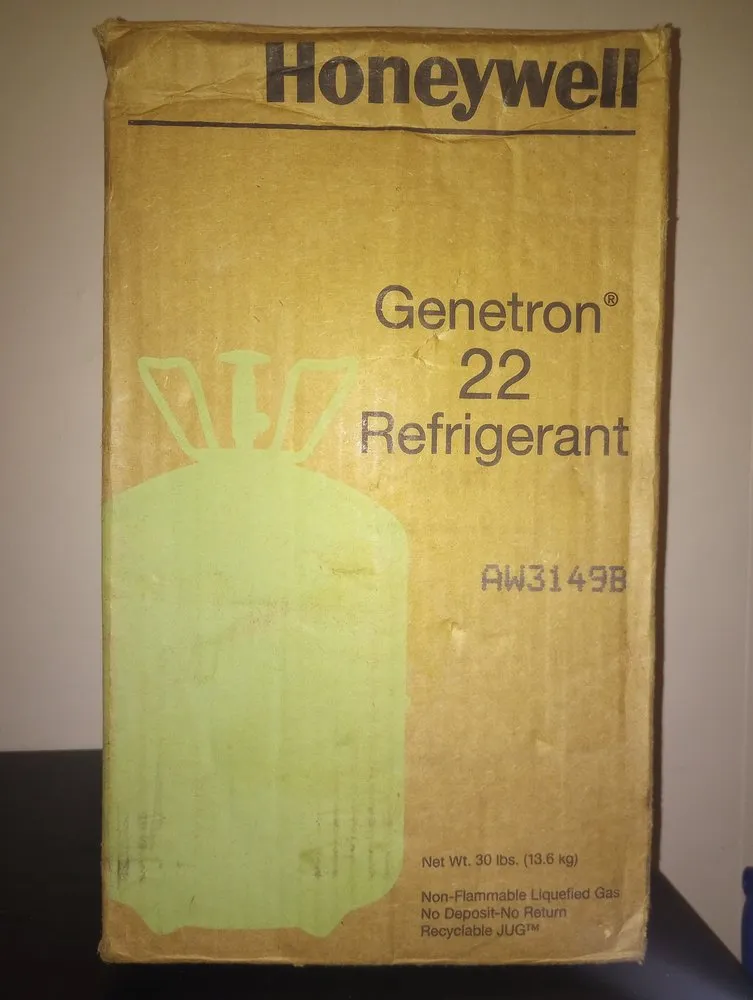 Honeywell
Genetron®
22
Refrigerant
AW3149B
Net Wt. 30 lbs. (13.6 kg)
Non-Flammable Liquefied Gas
No Deposit-No Return
Recyclable JUG™